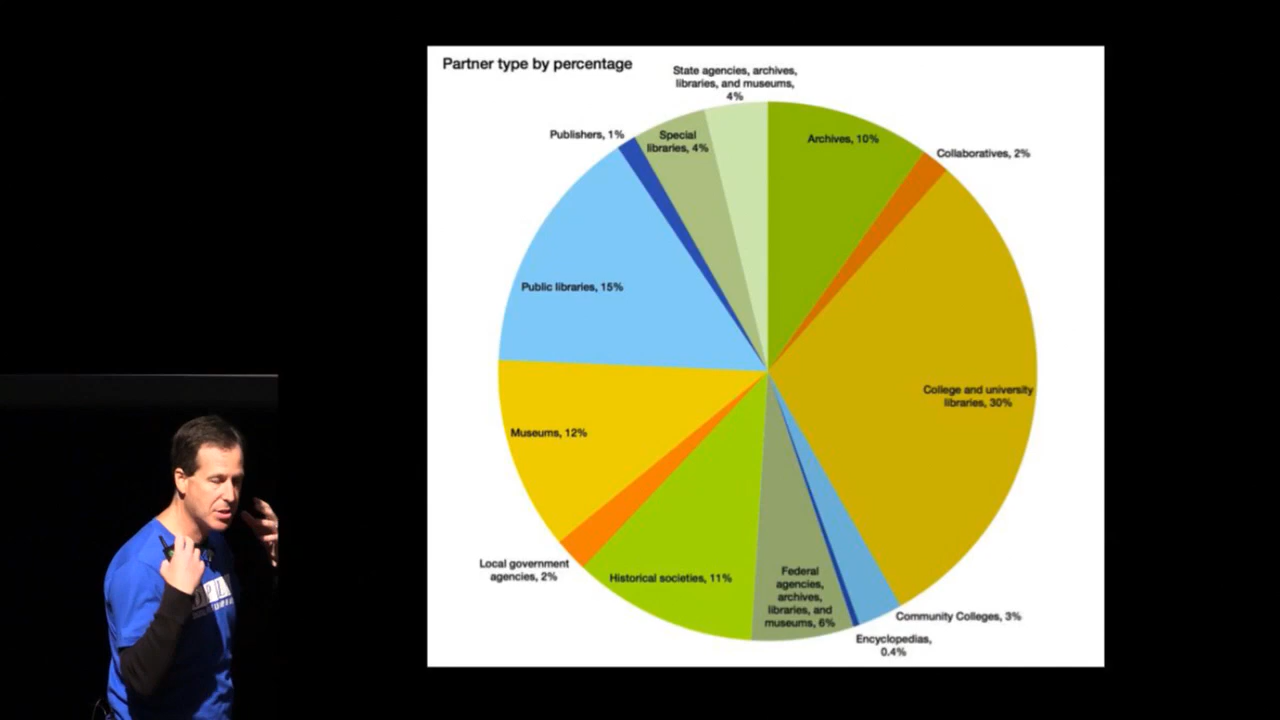 Partner type by percentage
State agencies, archives,
libraries, and museums,
4%
Publishers, 1%
Special
libraries, 4%
Archives, 10%
Collaboratives, 2%
Public libraries, 15%
College and university
libraries, 30%
Museums, 12%
Local government
agencies, 2%
Historical societies, 11%
Federal
agencies,
archives,
libraries, and
museums, 6%
Community Colleges, 3%
Encyclopedias,
0.4%